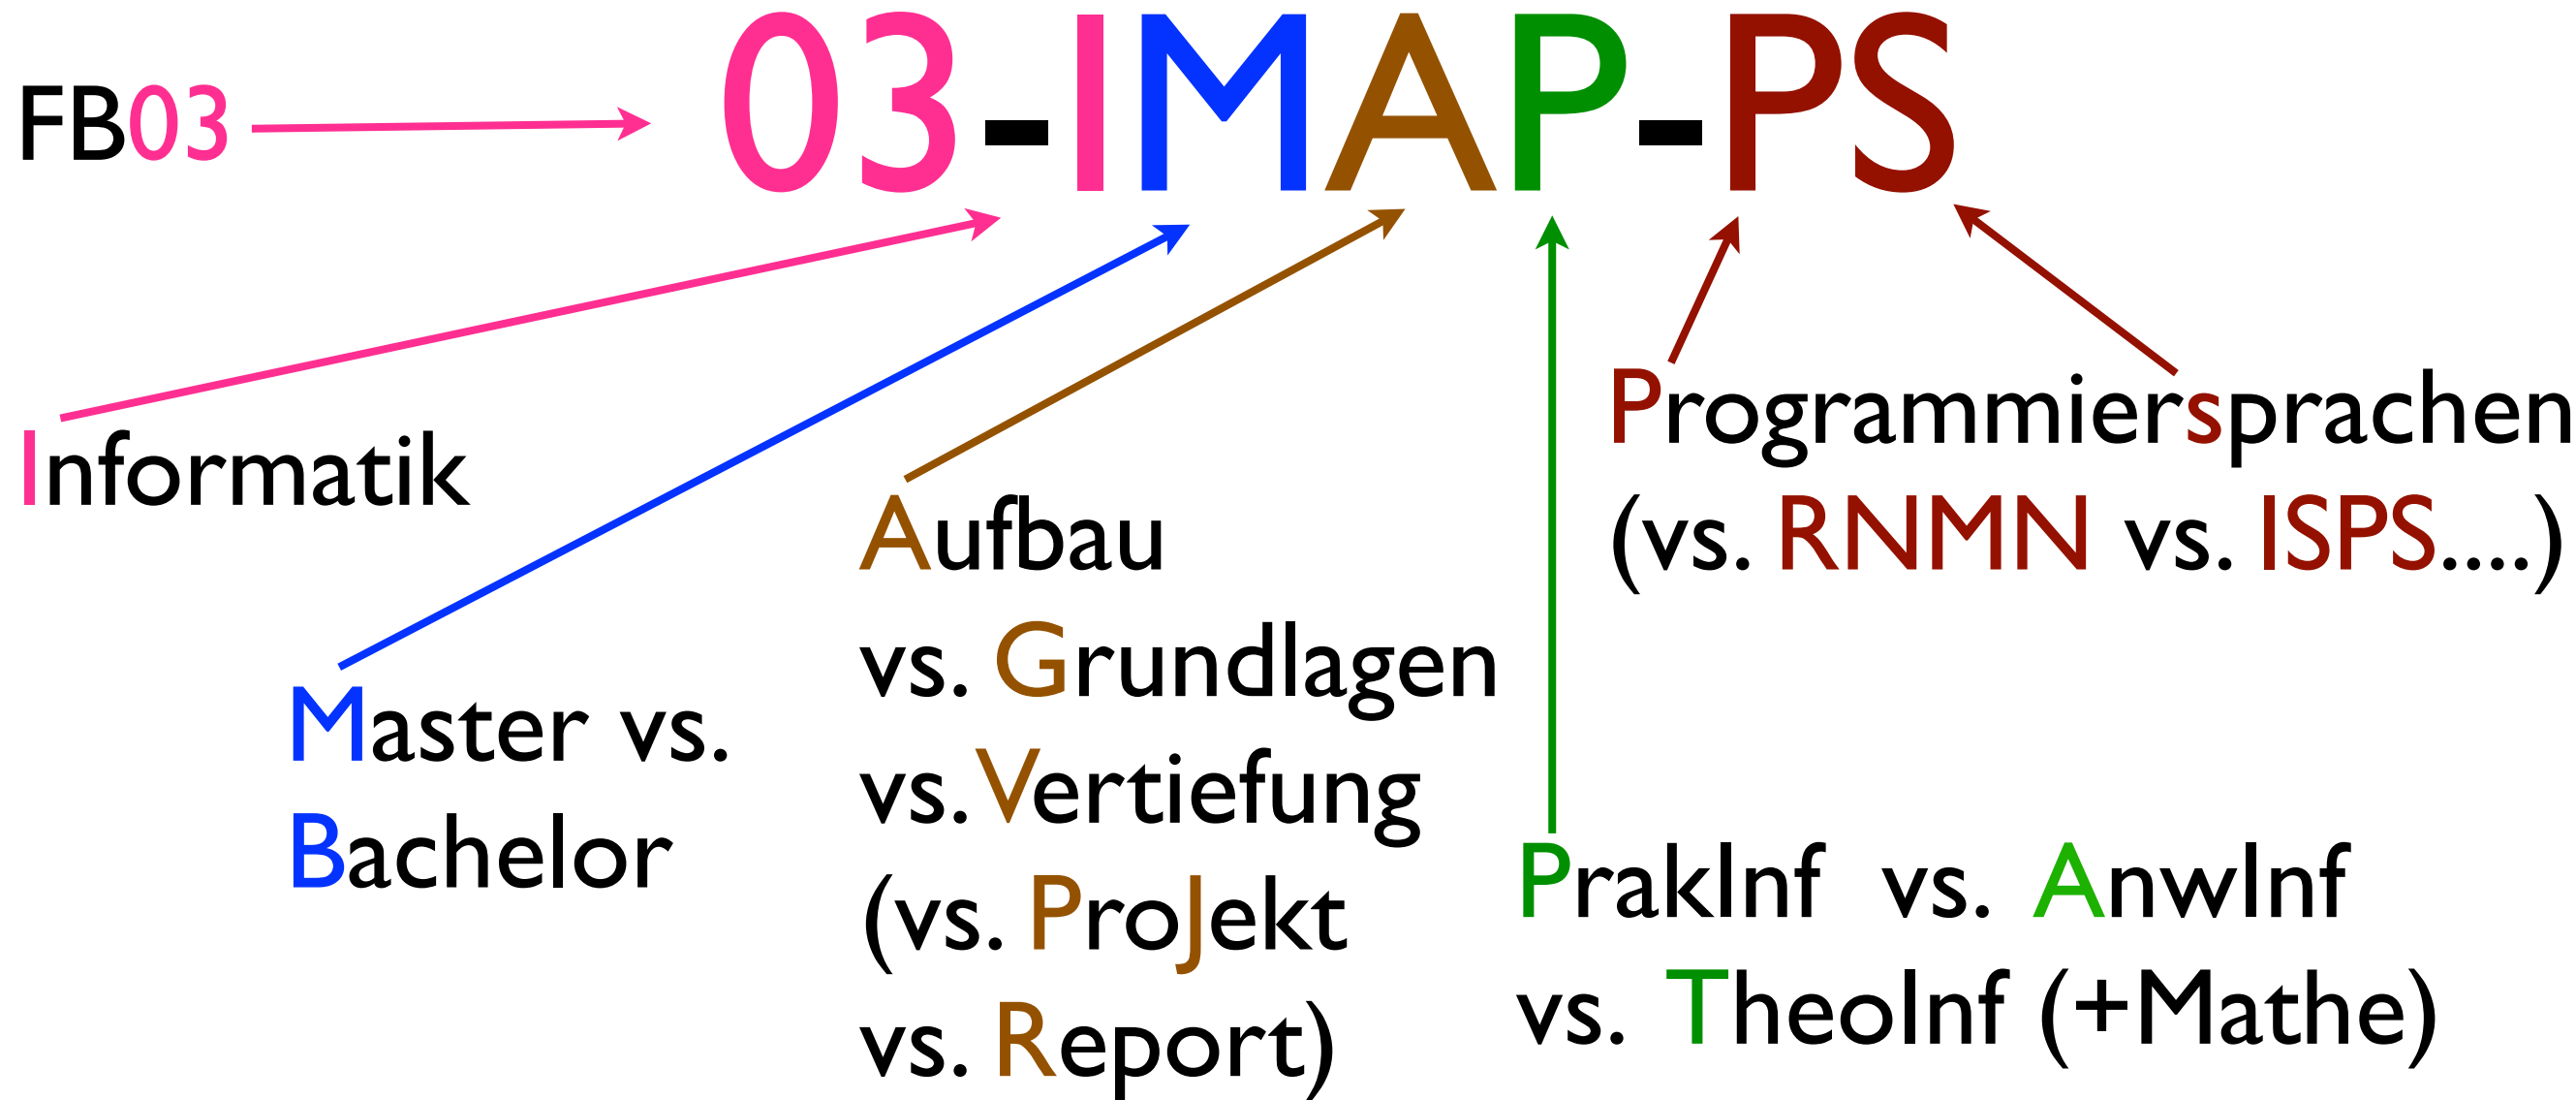 03-IMAP-PS
FB03
Informatik
Master vs.
Bachelor
Aufbau
vs. Grundlagen
vs. Vertiefung
(vs. ProJekt
vs. Report)
Programmiersprachen
(vs. RNMN vs. ISPS....)
PrakInf vs. AnwInf
vs. TheoInf (+Mathe)